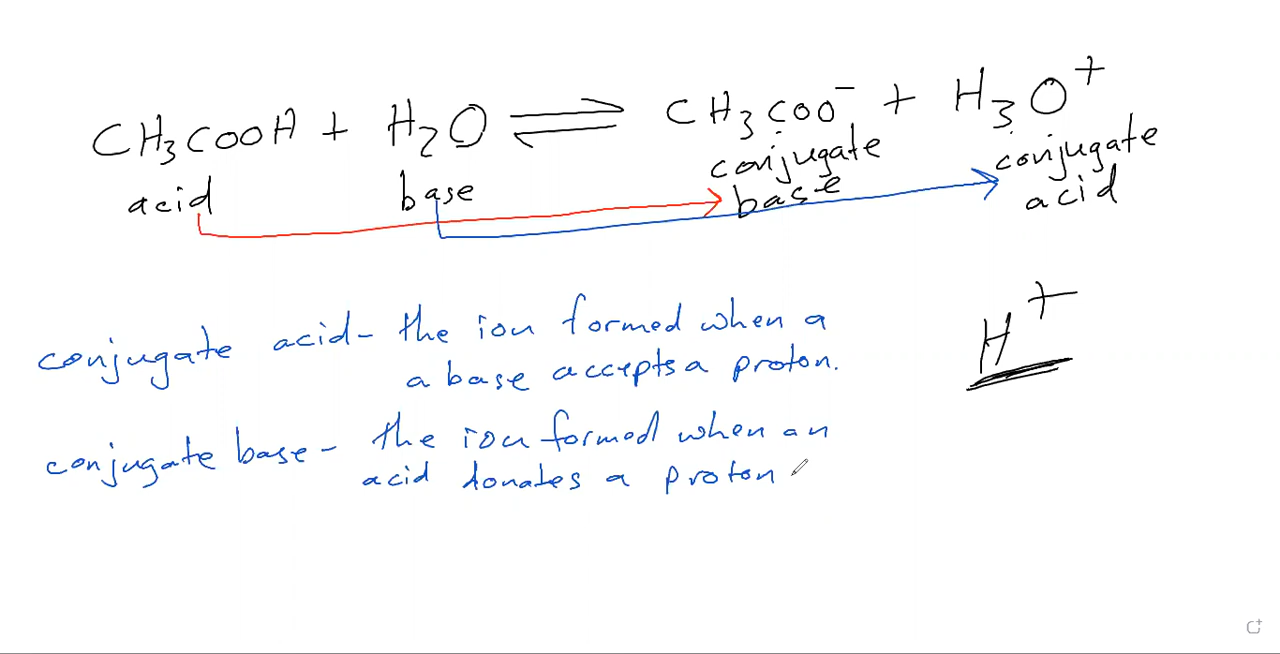 CH₃COOH + H₂O ⇌ CH₃COO⁻ + H₃O⁺
acid base conjugate base conjugate acid
conjugate acid - the ion formed when a
a base accepts a proton.
H⁺
conjugate base - the ion formed when an
acid donates a proton